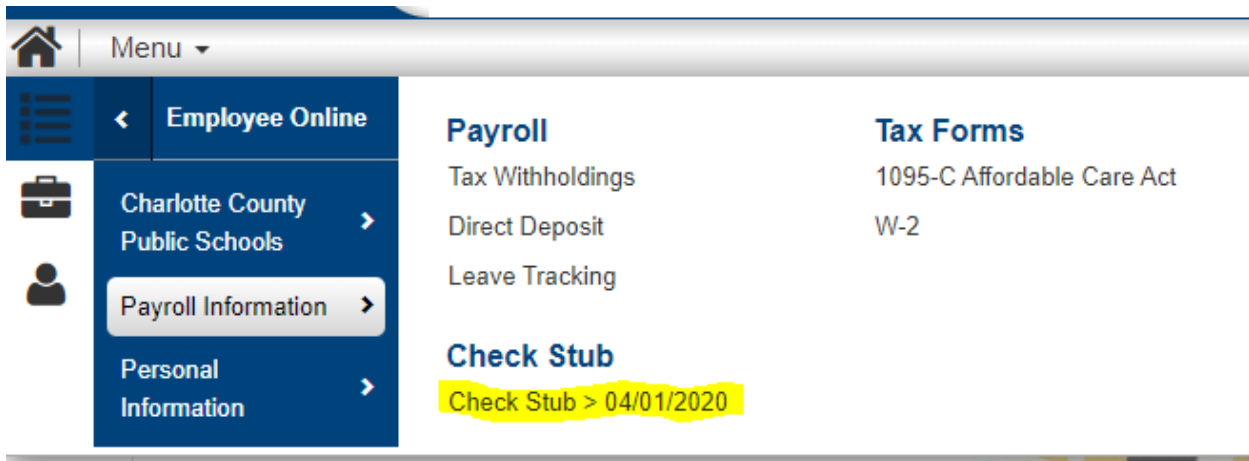 Menu
Employee Online
Charlotte County
Public Schools
Payroll Information
Personal
Information
Payroll
Tax Withholdings
Direct Deposit
Leave Tracking
Check Stub
Check Stub > 04/01/2020
Tax Forms
1095-C Affordable Care Act
W-2